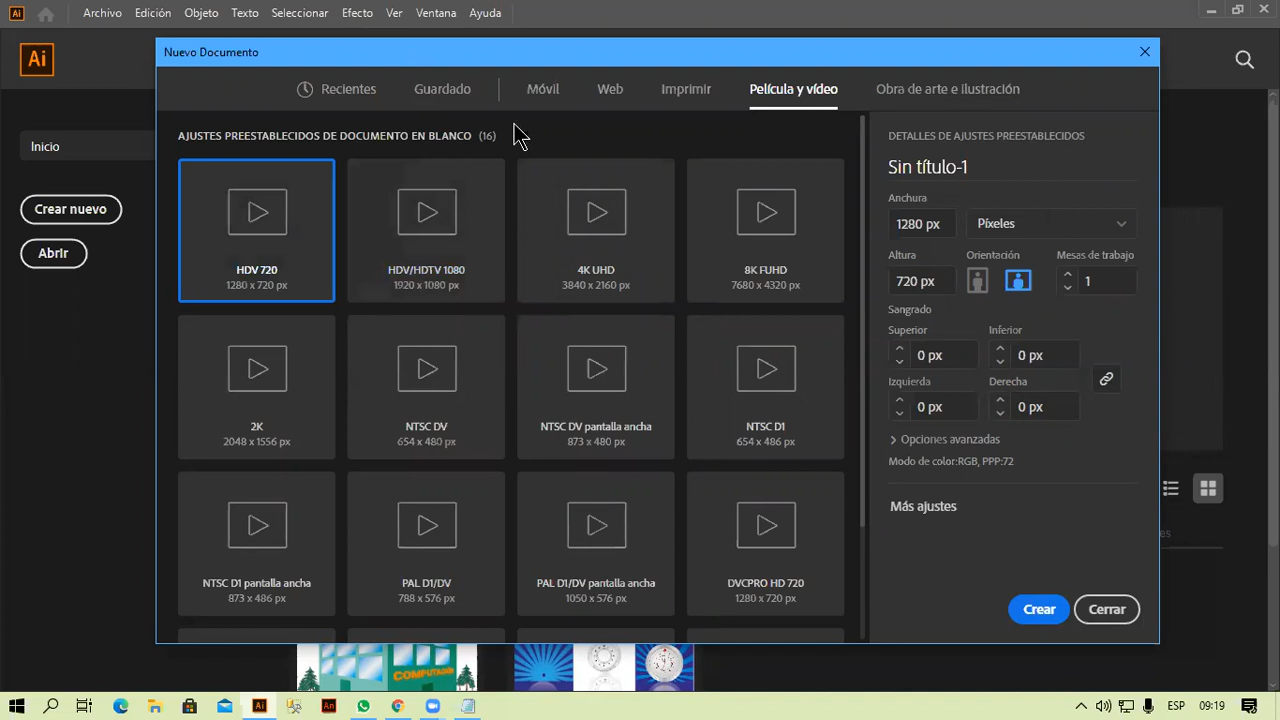 Ai Archivo Edición Objeto Texto Seleccionar Efecto Ver Ventana Ayuda
Nuevo Documento
Ai
Recientes Guardado Móvil Web Imprimir Película y vídeo Obra de arte e ilustración
Inicio
Crear nuevo
Abrir
AJUSTES PREESTABLECIDOS DE DOCUMENTO EN BLANCO (16)
HDV 720
1280 x 720 px
HDV/HDTV 1080
1920 x 1080 px
4K UHD
3840 x 2160 px
8K FUHD
7680 x 4320 px
2K
2048 x 1556 px
NTSC DV
654 x 480 px
NTSC DV pantalla ancha
873 x 480 px
NTSC D1
654 x 486 px
NTSC D1 pantalla ancha
873 x 486 px
PAL D1/DV
788 x 576 px
PAL D1/DV pantalla ancha
1050 x 576 px
DVCPRO HD 720
1280 x 720 px
DETALLES DE AJUSTES PREESTABLECIDOS
Sin título-1
Anchura
1280 px Píxeles
Altura Orientación Mesas de trabajo
720 px 1
Sangrado
Superior Inferior
0 px 0 px
Izquierda Derecha
0 px 0 px
Opciones avanzadas
Modo de color:RGB, PPP:72
Más ajustes
Crear Cerrar
es
COMPUTACION
Ai An ESP 09:19